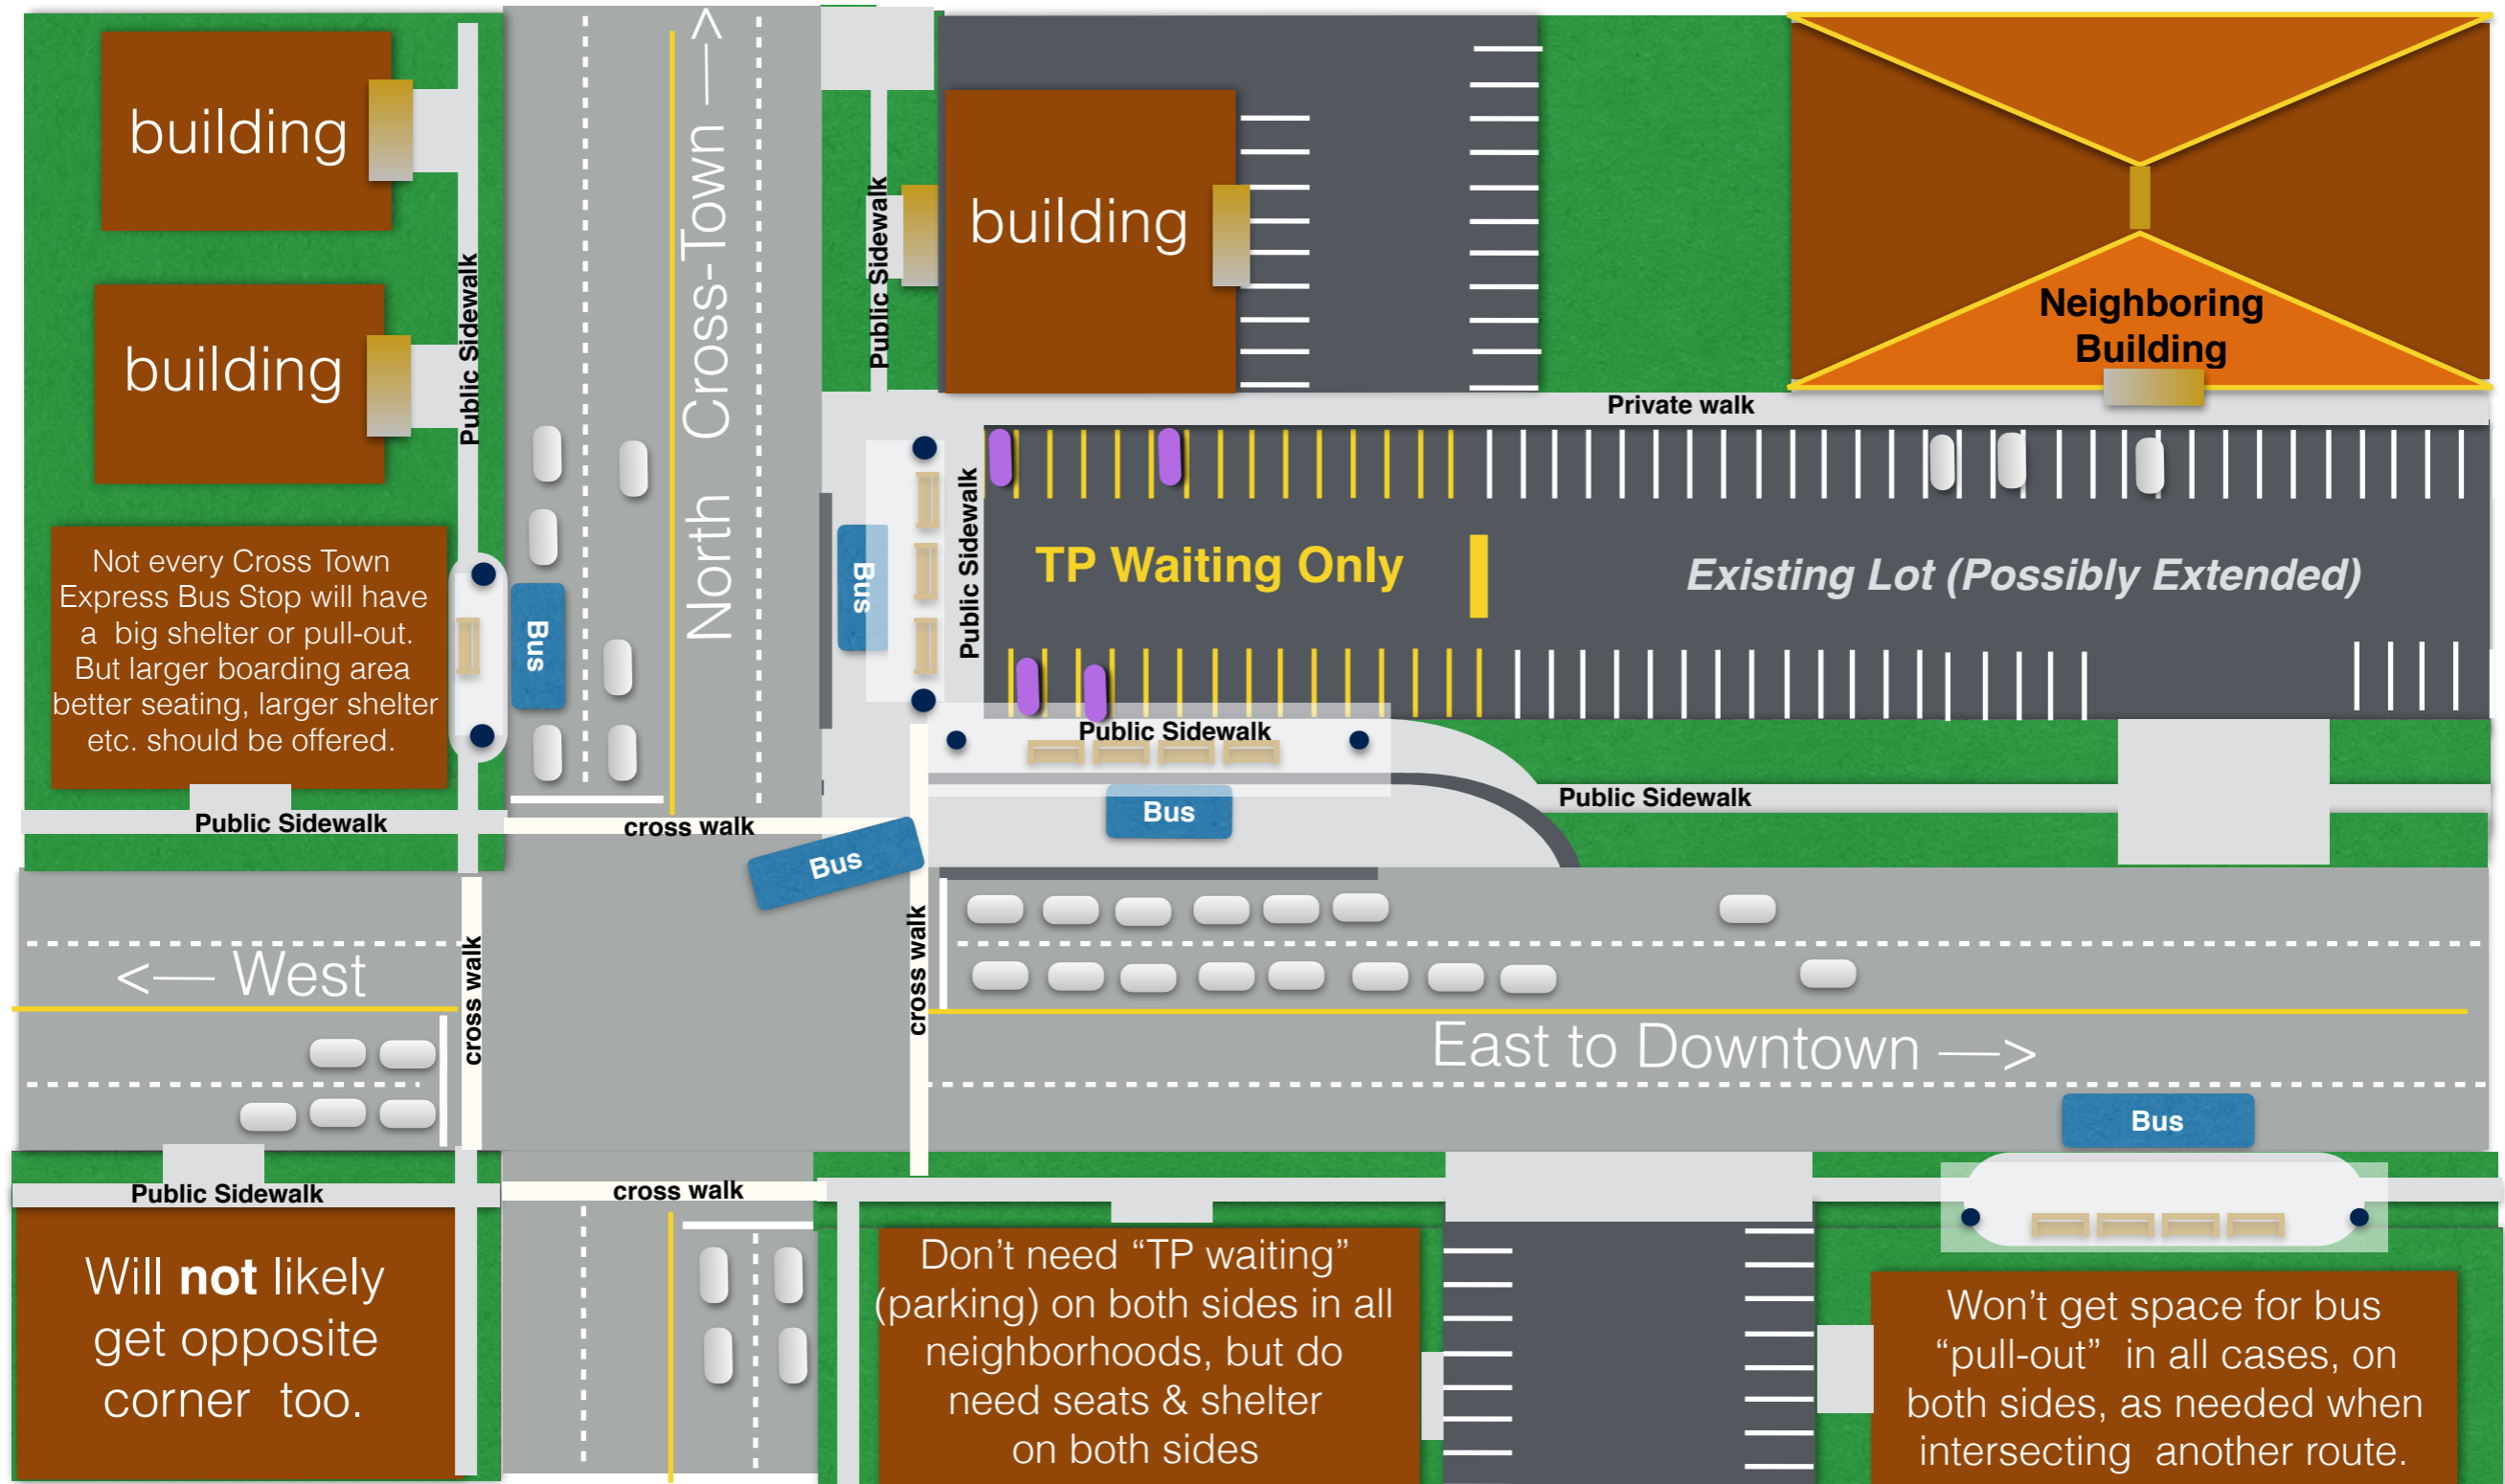 building
building
Public Sidewalk
North Cross-Town —>
Public Sidewalk
building
Neighboring
Building
Private walk
Not every Cross Town
Express Bus Stop will have
a big shelter or pull-out.
But larger boarding area
better seating, larger shelter
etc. should be offered.
Bus
Bus
Public Sidewalk
TP Waiting Only
Existing Lot (Possibly Extended)
Public Sidewalk
Bus
Public Sidewalk
Public Sidewalk
cross walk
Bus
<— West
cross walk
cross walk
East to Downtown —>
Bus
Public Sidewalk
cross walk
Will not likely
get opposite
corner too.
Don’t need “TP waiting”
(parking) on both sides in all
neighborhoods, but do
need seats & shelter
on both sides
Won’t get space for bus
“pull-out” in all cases, on
both sides, as needed when
intersecting another route.